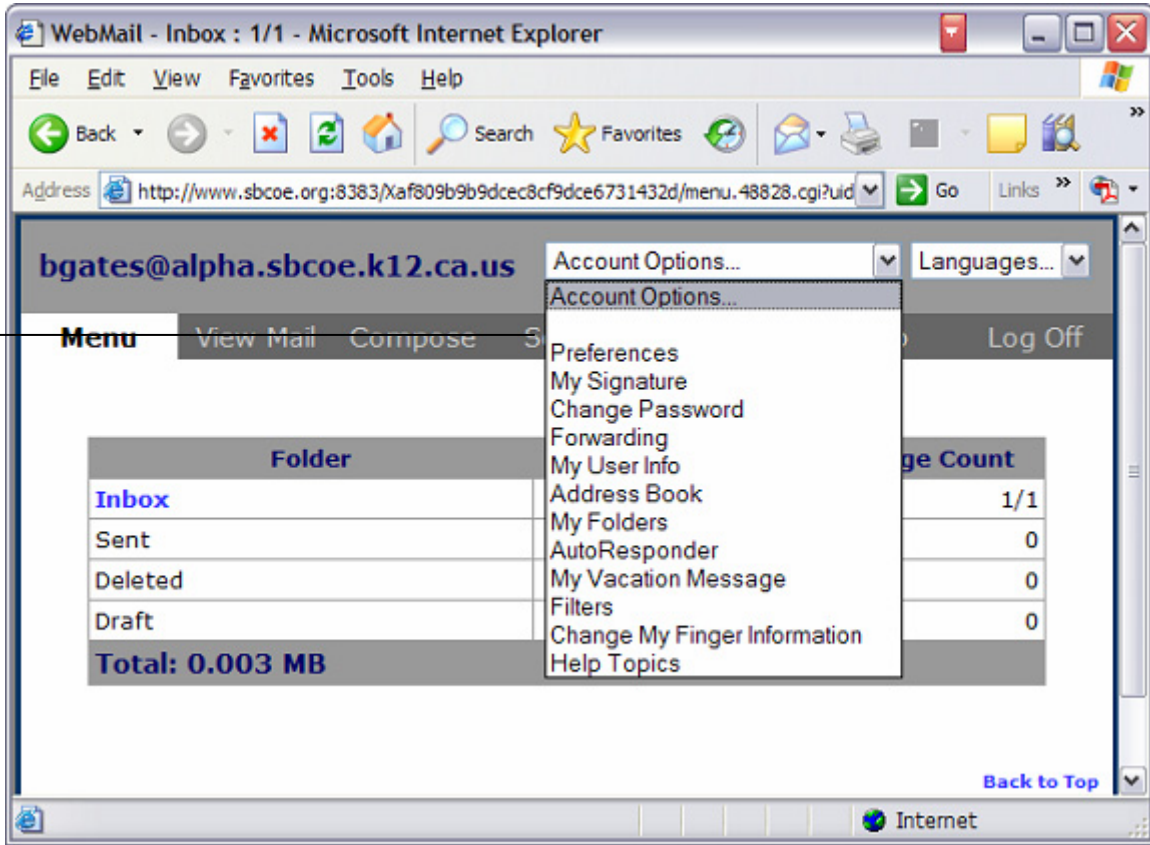 WebMail - Inbox : 1/1 - Microsoft Internet Explorer
File Edit View Favorites Tools Help
Back Search Favorites
Address http://www.sbcoe.org:8383/Xaf809b9b9dcec8cf9dce6731432d/menu.48828.cgi?uid Go Links
bgates@alpha.sbcoe.k12.ca.us Account Options... Languages...
Account Options...
Menu View Mail Compose Log Off
Preferences
My Signature
Change Password
Forwarding
My User Info
Address Book
My Folders
AutoResponder
My Vacation Message
Filters
Change My Finger Information
Help Topics
Folder ge Count
Inbox 1/1
Sent 0
Deleted 0
Draft 0
Total: 0.003 MB
Back to Top
Internet